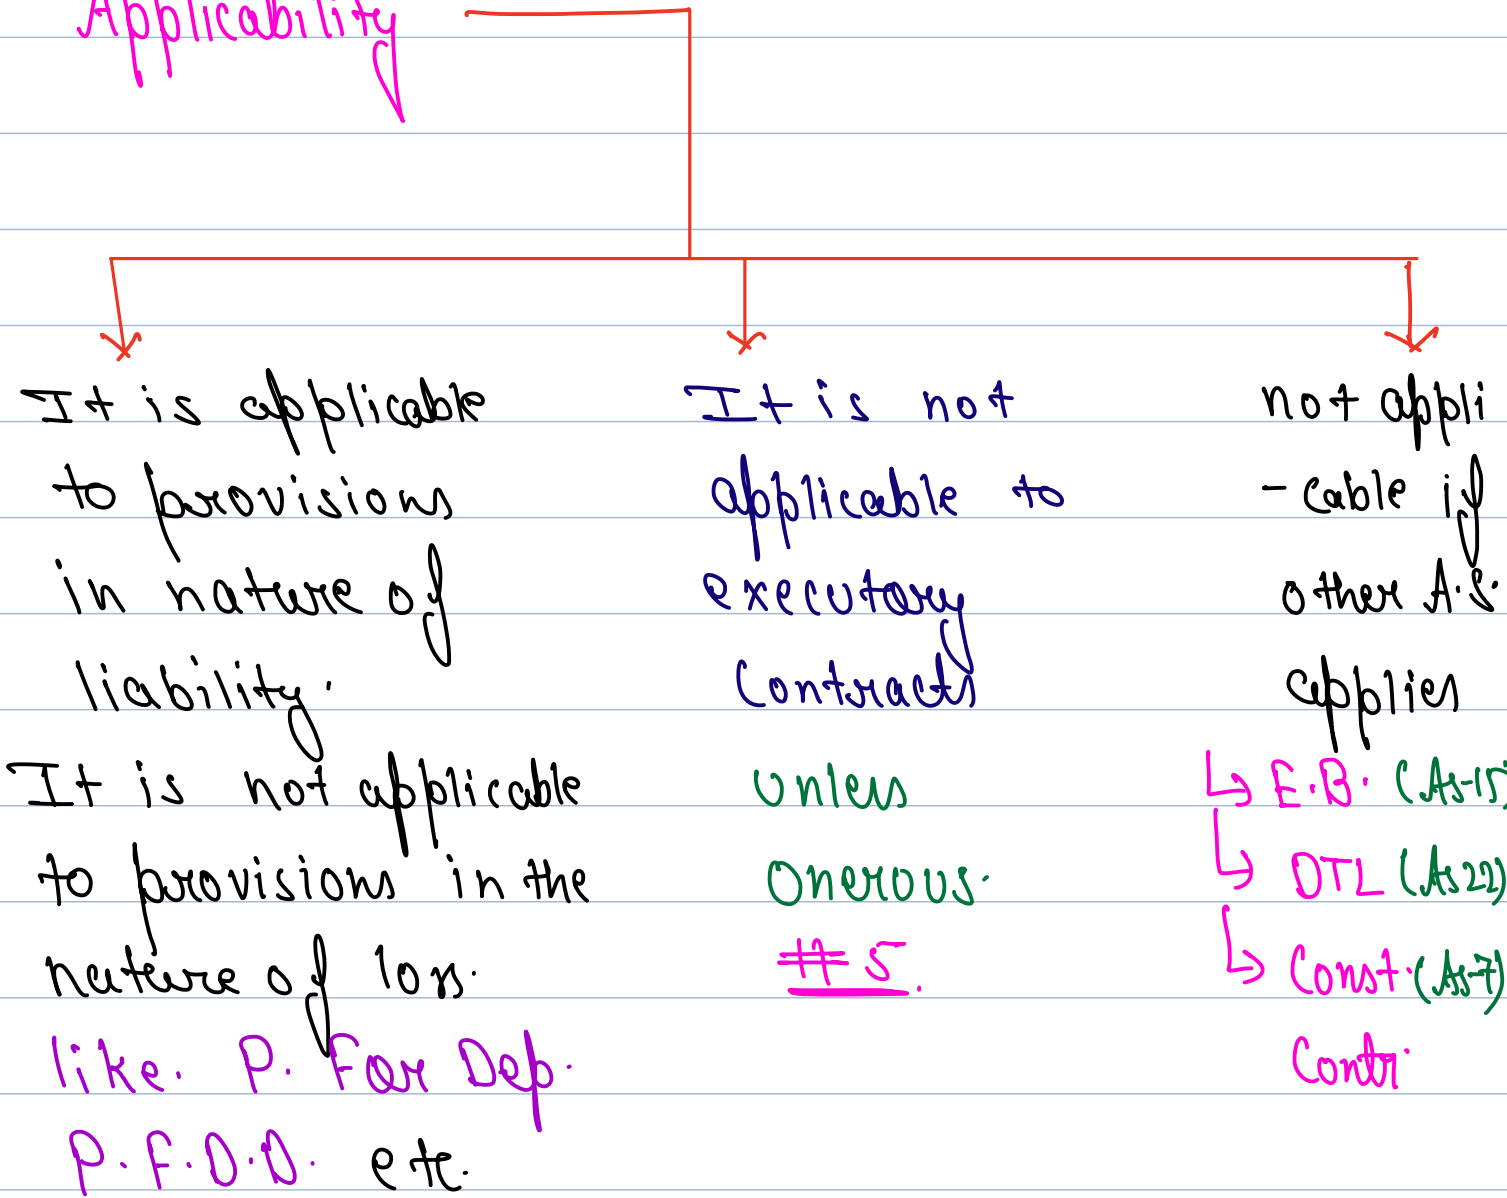 Applicability
It is applicable
to provisions
in nature of
liability.
It is not applicable
to provisions in the
nature of loss.
like. P. For Dep.
P.F.D.D. etc.
It is not
applicable to
executory
Contracts
unless
Onerous.
#5.
not appli
-cable if
other A.S.
applies
E.B. (As-15)
DTL (As22)
Const. (As-7)
Contr